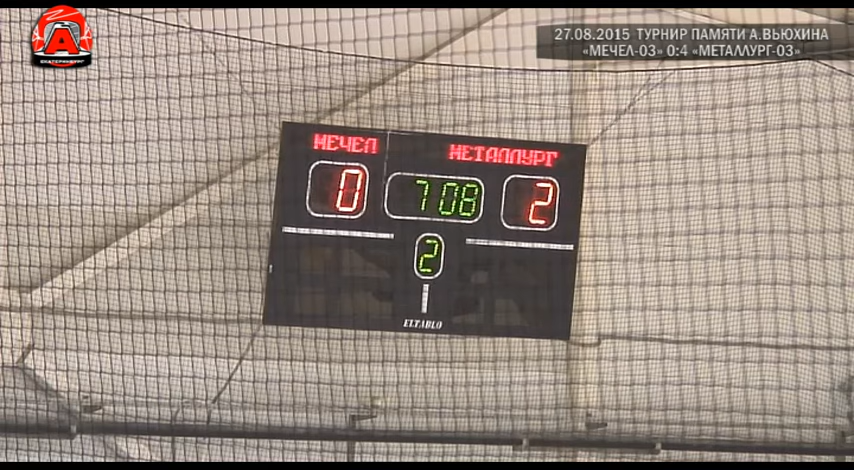 А
ЕКАТЕРИНБУРГ
27.08.2015 ТУРНИР ПАМЯТИ А.ВЬЮХИНА
«МЕЧЕЛ-03» 0:4 «МЕТАЛЛУРГ-03»
МЕЧЕЛ МЕТАЛЛУРГ
0 7 08 2
2
ELTABLO